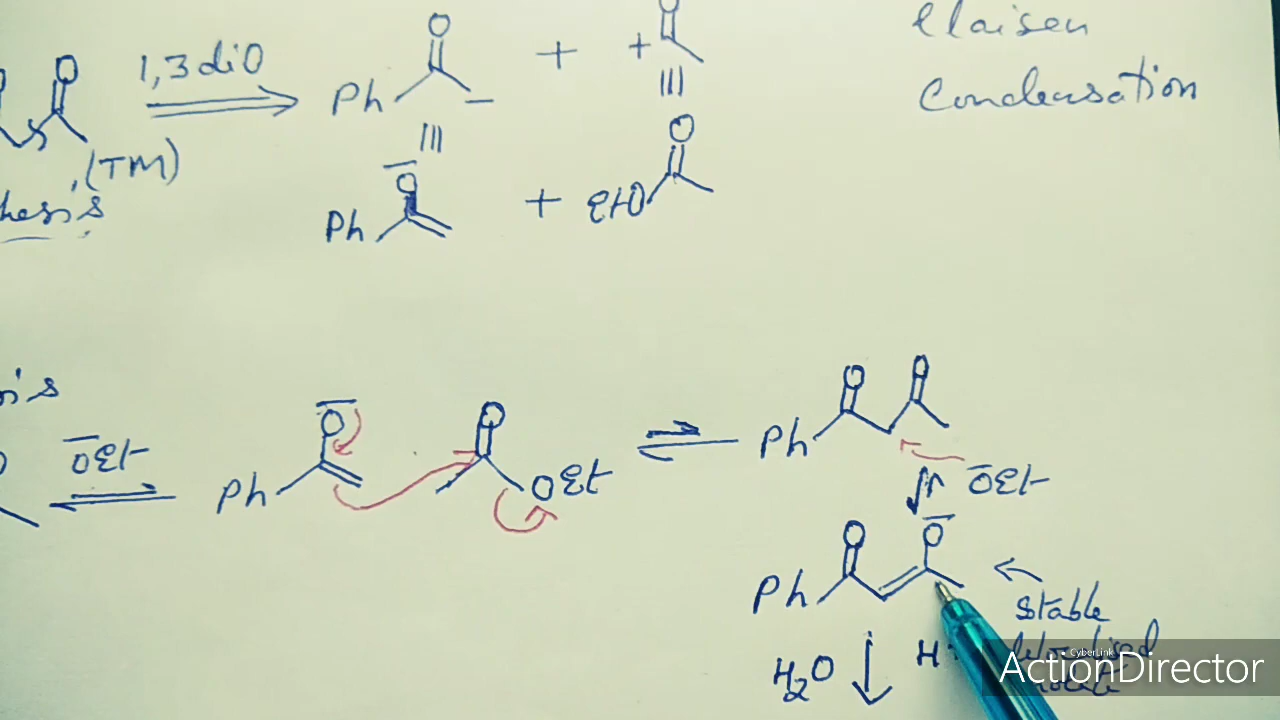 Claisen
Condensation
1,3 diO
Ph
+
+
(TM)
O
Ph
+
EtO
O
OEt
Ph
O
O
OEt
Ph
O
O
OEt
Ph
O
O
stable
H₂O
H+
CyberLink
ActionDirector